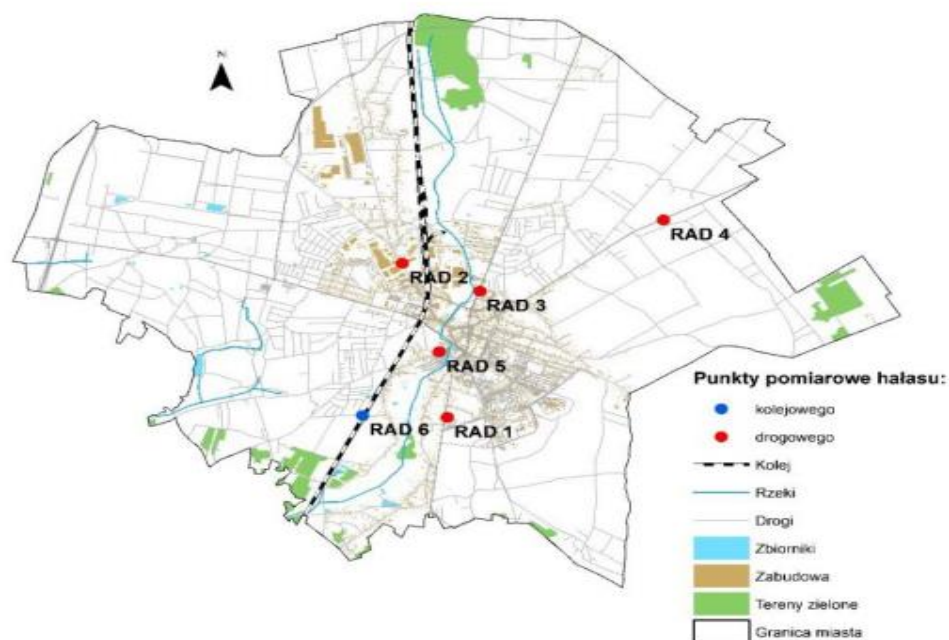 N
RAD 4
RAD 2
RAD 3
RAD 5
RAD 6
RAD 1
Punkty pomiarowe hałasu:
kolejowego
drogowego
Kolej
Rzeki
Drogi
Zbiorniki
Zabudowa
Tereny zielone
Granica miasta